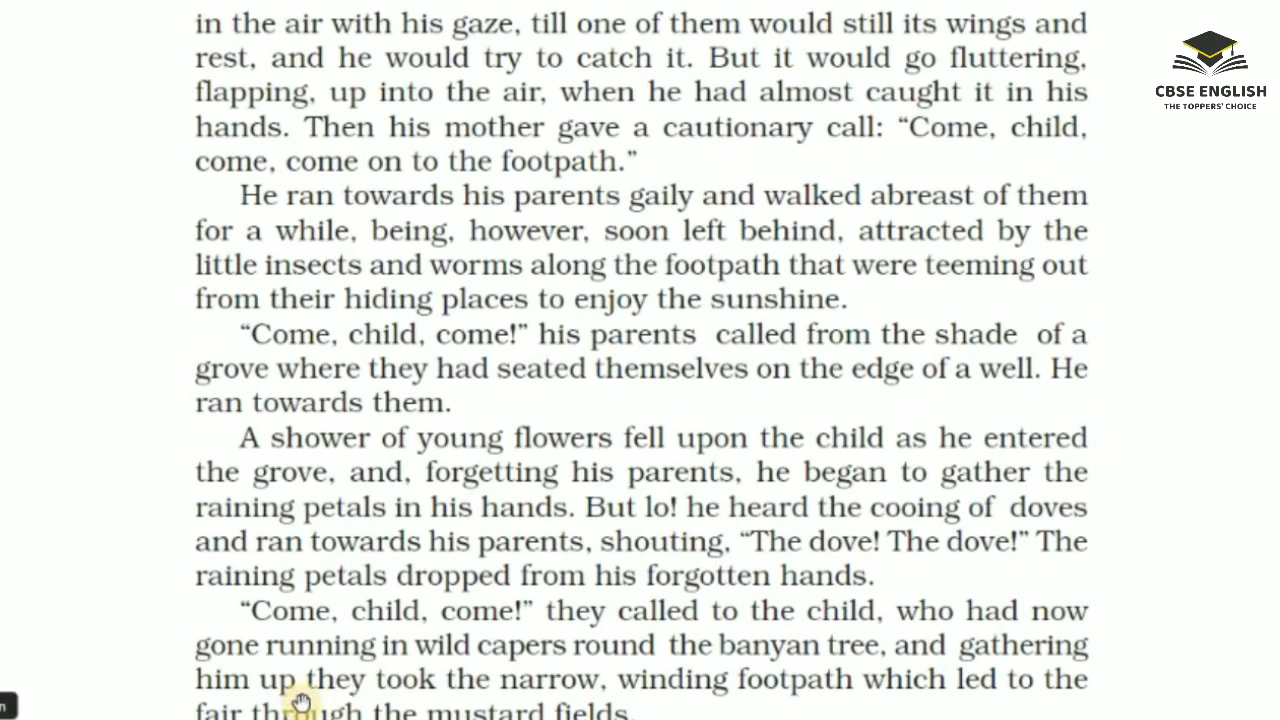 in the air with his gaze, till one of them would still its wings and
rest, and he would try to catch it. But it would go fluttering,
flapping, up into the air, when he had almost caught it in his
hands. Then his mother gave a cautionary call: “Come, child,
come, come on to the footpath.”
He ran towards his parents gaily and walked abreast of them
for a while, being, however, soon left behind, attracted by the
little insects and worms along the footpath that were teeming out
from their hiding places to enjoy the sunshine.
“Come, child, come!” his parents called from the shade of a
grove where they had seated themselves on the edge of a well. He
ran towards them.
A shower of young flowers fell upon the child as he entered
the grove, and, forgetting his parents, he began to gather the
raining petals in his hands. But lo! he heard the cooing of doves
and ran towards his parents, shouting, “The dove! The dove!” The
raining petals dropped from his forgotten hands.
“Come, child, come!” they called to the child, who had now
gone running in wild capers round the banyan tree, and gathering
him up they took the narrow, winding footpath which led to the
fair through the mustard fields.
CBSE ENGLISH
THE TOPPERS' CHOICE